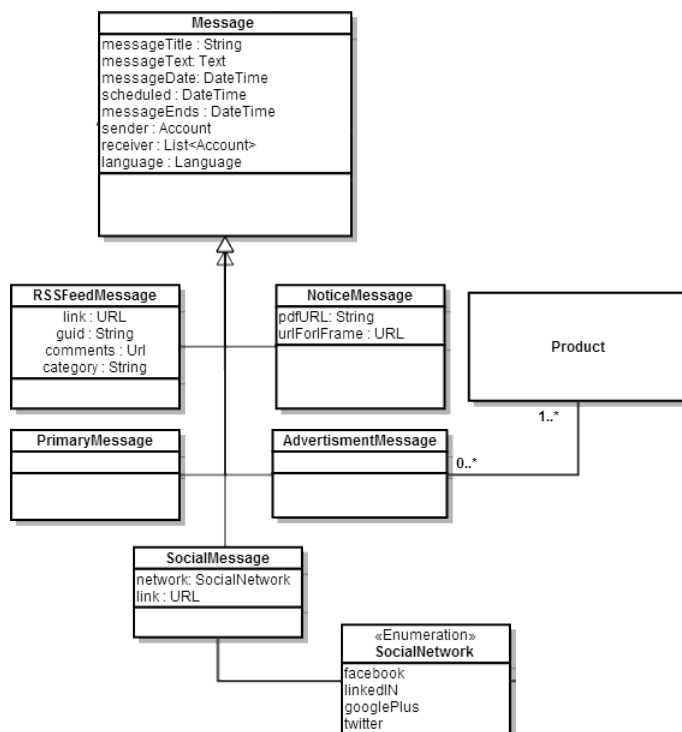 Message
messageTitle : String
messageText: Text
messageDate: DateTime
scheduled : DateTime
messageEnds : DateTime
sender : Account
receiver : List<Account>
language : Language
RSSFeedMessage
link : URL
guid : String
comments : Url
category : String
NoticeMessage
pdfURL: String
urlForIFrame : URL
Product
1..*
PrimaryMessage
AdvertismentMessage
0..*
SocialMessage
network: SocialNetwork
link : URL
«Enumeration»
SocialNetwork
facebook
linkedIN
googlePlus
twitter